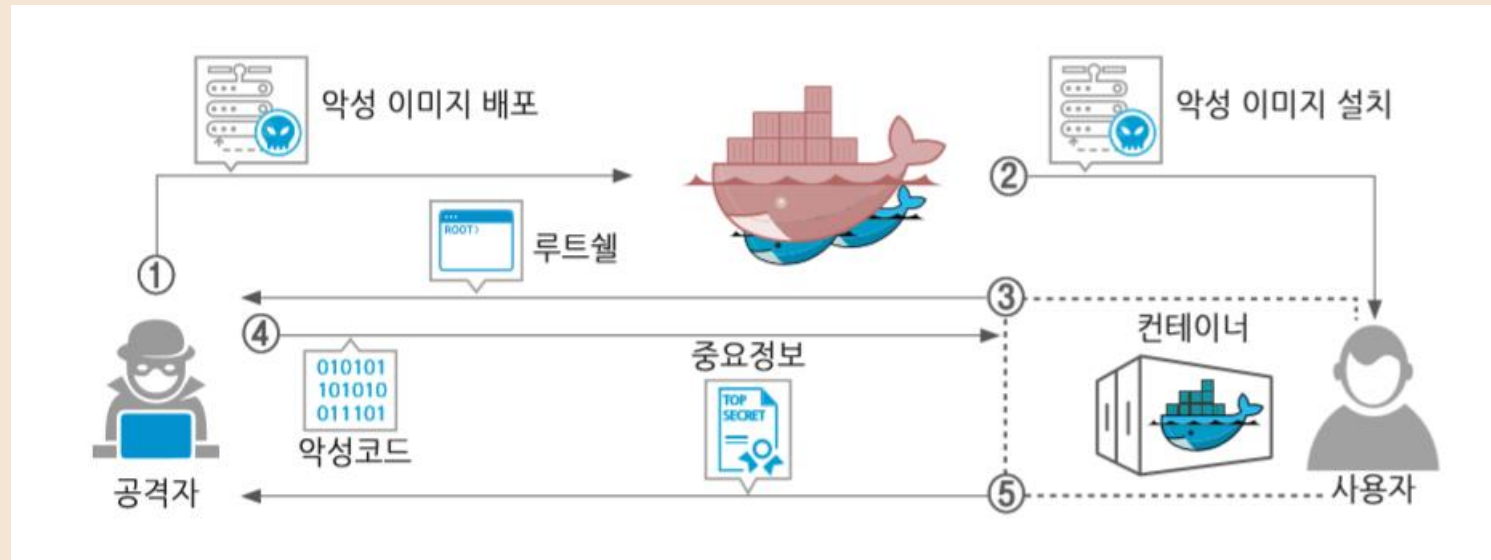 악성 이미지 배포
악성 이미지 설치
②
ROOT>
루트쉘
①
③
④
컨테이너
중요정보
010101
101010
011101
TOP
SECRET
악성코드
공격자
⑤
사용자